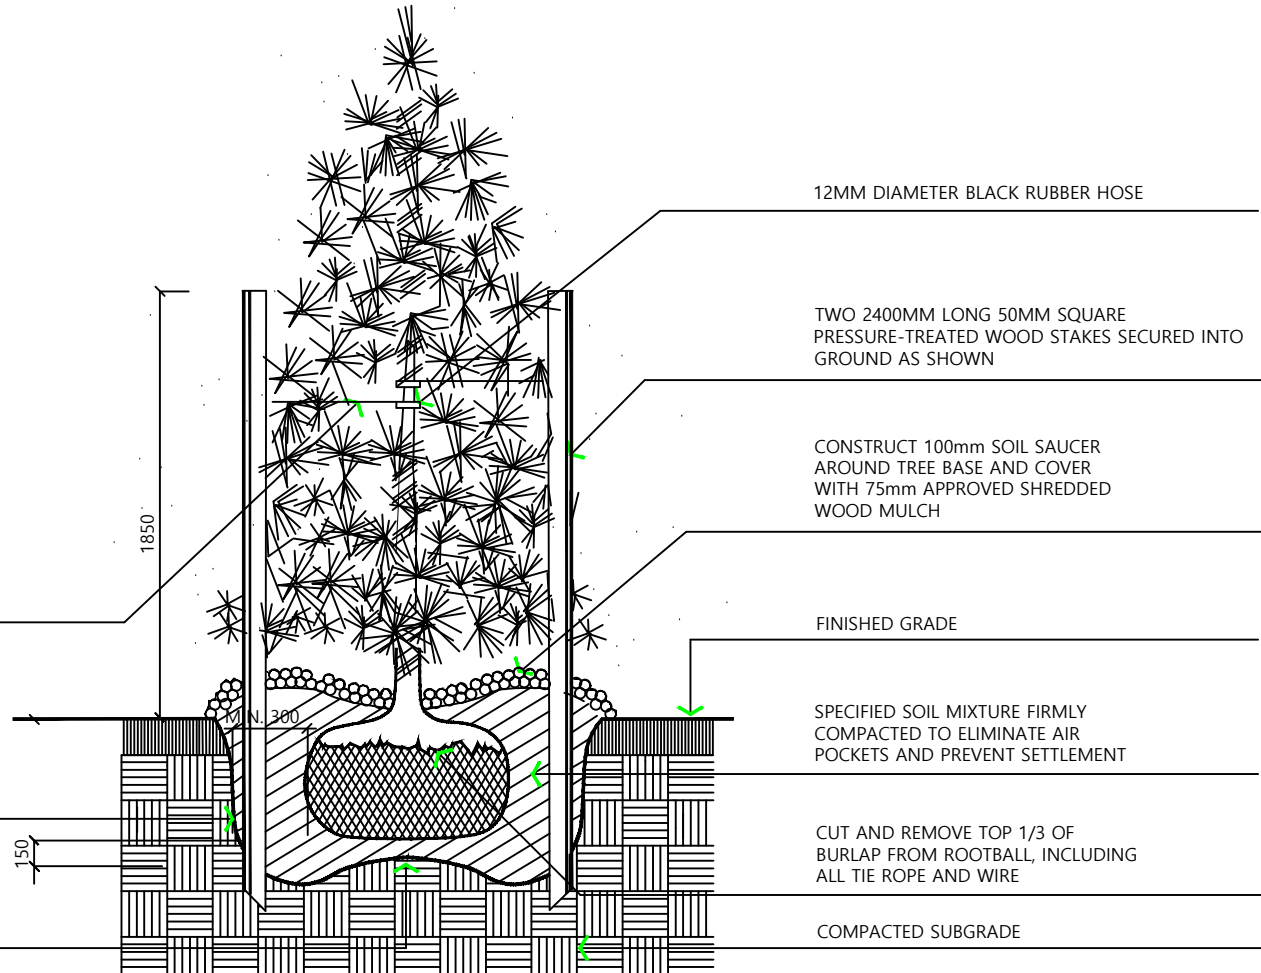 12MM DIAMETER BLACK RUBBER HOSE
TWO 2400MM LONG 50MM SQUARE
PRESSURE-TREATED WOOD STAKES SECURED INTO
GROUND AS SHOWN
CONSTRUCT 100mm SOIL SAUCER
AROUND TREE BASE AND COVER
WITH 75mm APPROVED SHREDDED
WOOD MULCH
1850
FINISHED GRADE
MIN. 300
SPECIFIED SOIL MIXTURE FIRMLY
COMPACTED TO ELIMINATE AIR
POCKETS AND PREVENT SETTLEMENT
150
CUT AND REMOVE TOP 1/3 OF
BURLAP FROM ROOTBALL, INCLUDING
ALL TIE ROPE AND WIRE
COMPACTED SUBGRADE